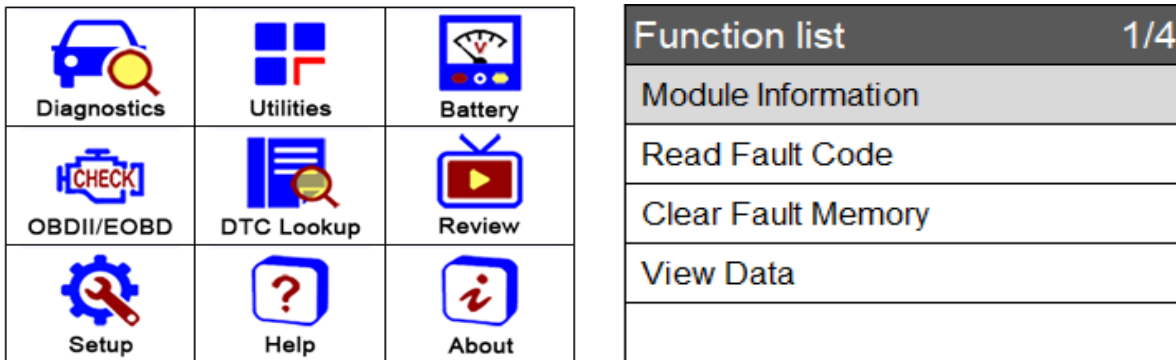 Diagnostics
Utilities
V
Battery
CHECK
OBDII/EOBD
DTC Lookup
Review
Setup
?
Help
i
About
Function list 1/4
Module Information
Read Fault Code
Clear Fault Memory
View Data